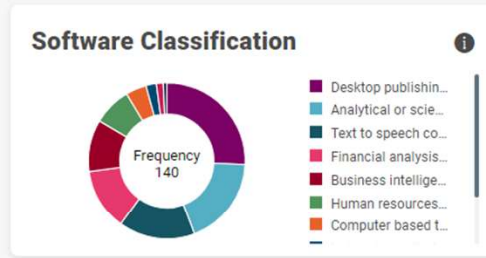 Software Classification
Frequency
140
Desktop publishin...
Analytical or scie...
Text to speech co...
Financial analysis...
Business intellige...
Human resources...
Computer based t...